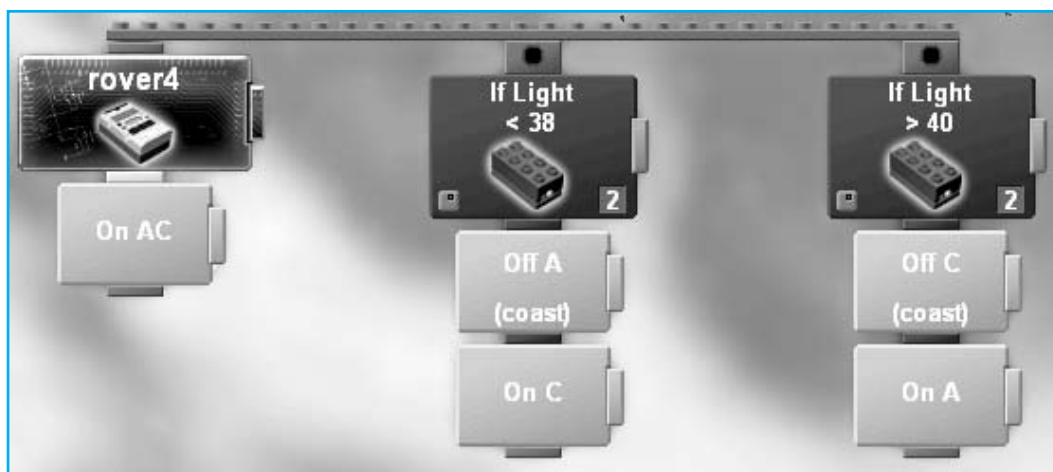 rover4
On AC
If Light
< 38
2
Off A
(coast)
On C
If Light
> 40
2
Off C
(coast)
On A